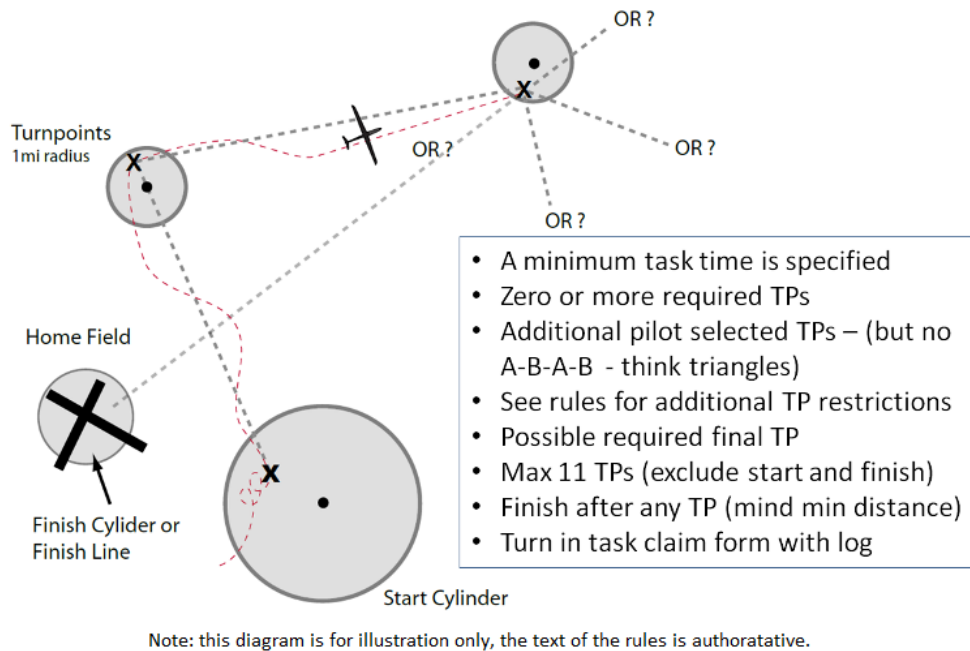 OR ?
Turnpoints
1mi radius
X
X
OR ?
OR ?
OR ?
• A minimum task time is specified
• Zero or more required TPs
• Additional pilot selected TPs – (but no
A-B-A-B - think triangles)
• See rules for additional TP restrictions
• Possible required final TP
• Max 11 TPs (exclude start and finish)
• Finish after any TP (mind min distance)
• Turn in task claim form with log
Home Field
X
Finish Cylider or
Finish Line
Start Cylinder
Note: this diagram is for illustration only, the text of the rules is authoratative.